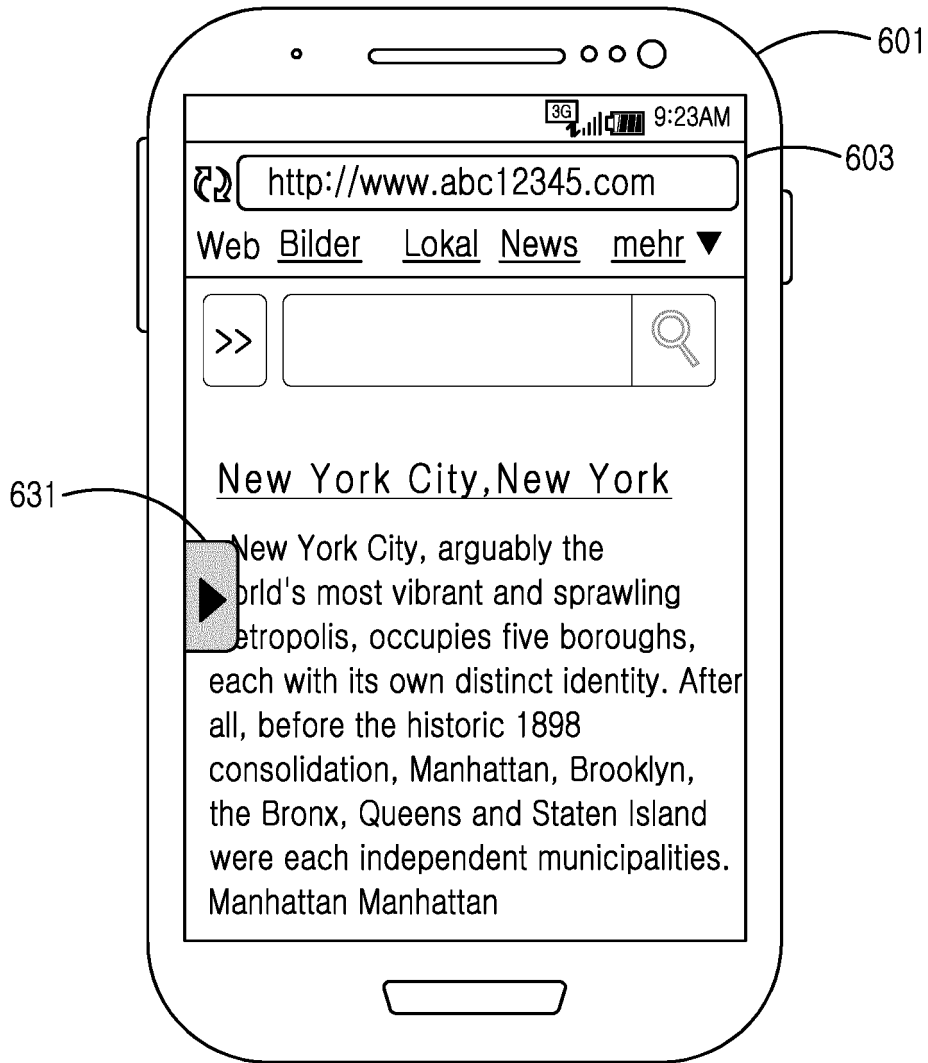 601
3G 9:23AM
603
http://www.abc12345.com
Web Bilder Lokal News mehr ▼
>>
New York City,New York
631
New York City, arguably the
orld's most vibrant and sprawling
etropolis, occupies five boroughs,
each with its own distinct identity. After
all, before the historic 1898
consolidation, Manhattan, Brooklyn,
the Bronx, Queens and Staten Island
were each independent municipalities.
Manhattan Manhattan